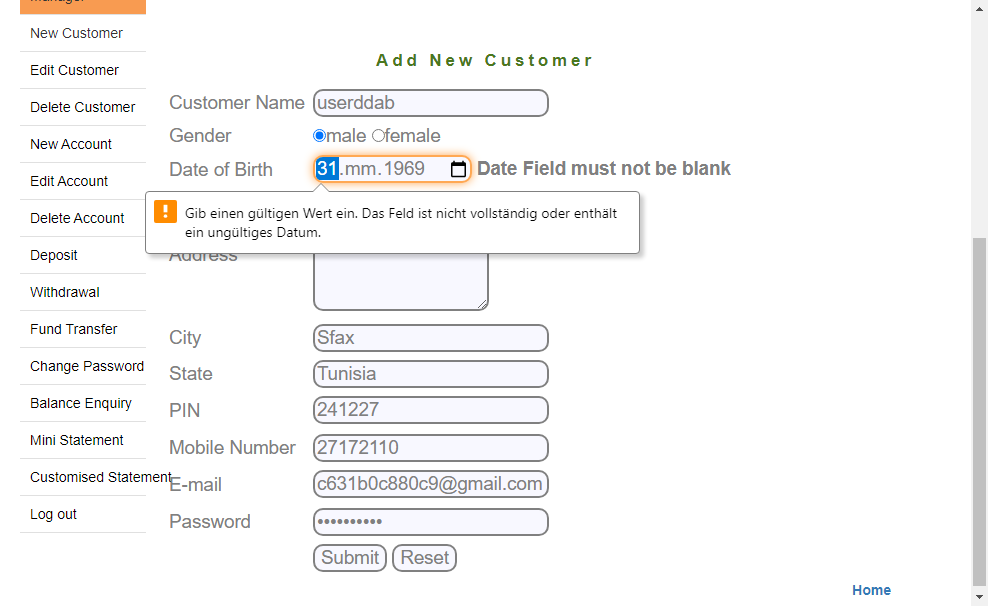 Manager
New Customer
Edit Customer
Delete Customer
New Account
Edit Account
Delete Account
Deposit
Withdrawal
Fund Transfer
Change Password
Balance Enquiry
Mini Statement
Customised Statement
Log out
Add New Customer
Customer Name userddab
Gender male female
Date of Birth 31.mm.1969 Date Field must not be blank
Gib einen gültigen Wert ein. Das Feld ist nicht vollständig oder enthält
ein ungültiges Datum.
Address
City Sfax
State Tunisia
PIN 241227
Mobile Number 27172110
E-mail c631b0c880c9@gmail.com
Password ••••••••••
Submit Reset
Home